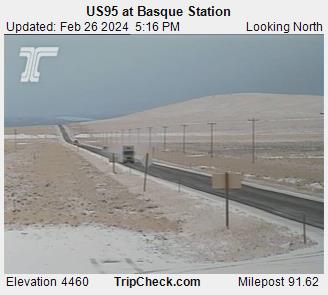 US95 at Basque Station
Updated: Feb 26 2024 5:16 PM Looking North
Elevation 4460 TripCheck.com Milepost 91.62